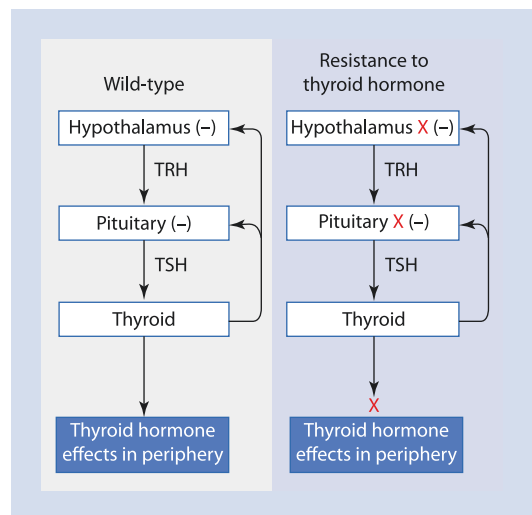 Wild-type
Hypothalamus (–)
TRH
Pituitary (–)
TSH
Thyroid
Thyroid hormone
effects in periphery
Resistance to
thyroid hormone
Hypothalamus X (–)
TRH
Pituitary X (–)
TSH
Thyroid
X
Thyroid hormone
effects in periphery